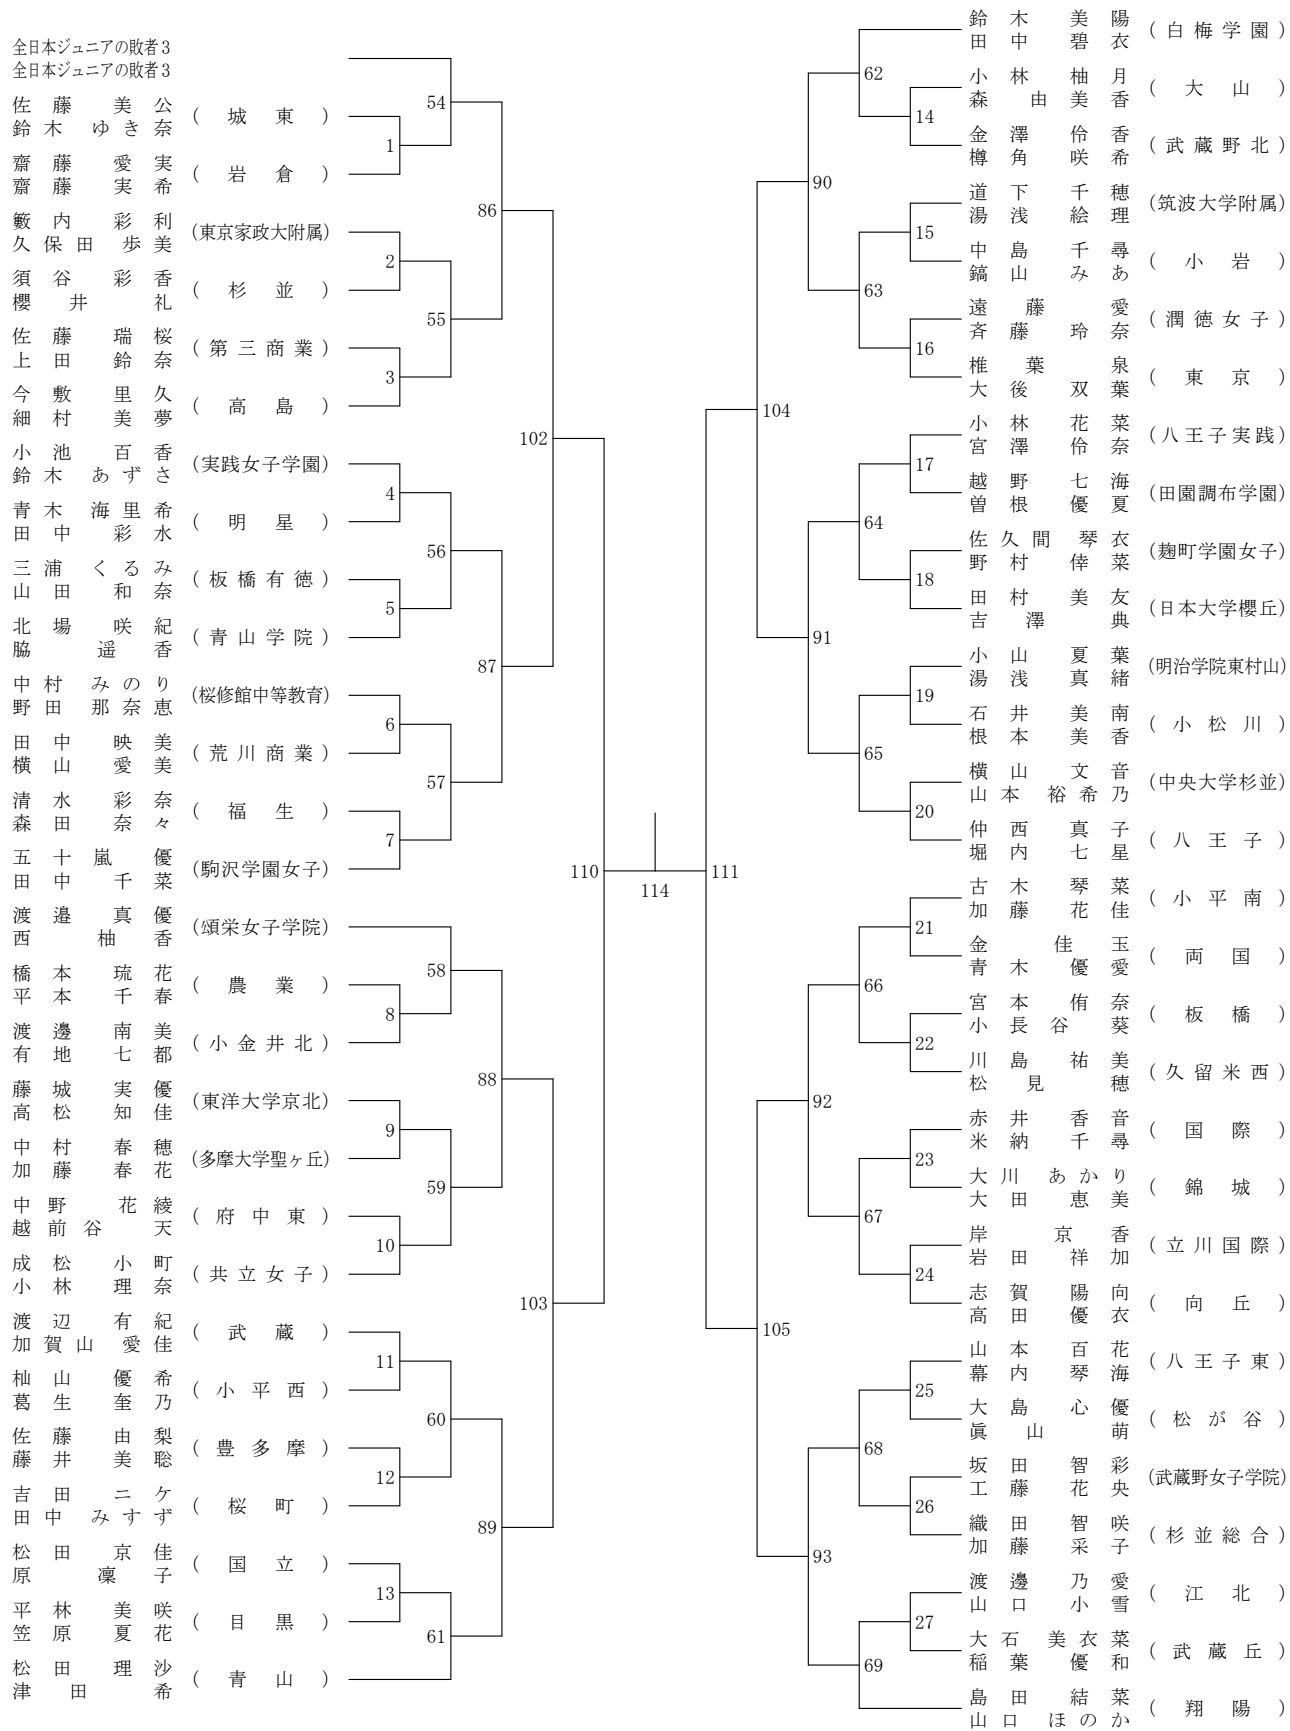 全日本ジュニアの敗者3
全日本ジュニアの敗者3
佐藤 美公
鈴木 ゆき奈
(城東)
齋藤 愛実
齋藤 実希
(岩倉)
籔内 彩利
久保田 歩美
(東京家政大附属)
須谷 彩香
櫻井 礼
(杉並)
佐藤 瑞桜
上田 鈴奈
(第三商業)
今敷 里久
細村 美夢
(高島)
小池 百香
鈴木 あずさ
(実践女子学園)
青木 海里希
田中 彩水
(明星)
三浦 くるみ
山田 和奈
(板橋有徳)
北場 咲紀
脇 遥香
(青山学院)
中村 みのり
野田 那奈恵
(桜修館中等教育)
田中 映美
横山 愛美
(荒川商業)
清水 彩奈
森田 奈々
(福生)
五十嵐 優
田中 千菜
(駒沢学園女子)
渡邉 真優
西 柚香
(頌栄女子学院)
橋本 琉花
平本 千春
(農業)
渡邊 南美
有地 七都
(小金井北)
藤城 実優
高松 知佳
(東洋大学京北)
中村 春穂
加藤 春花
(多摩大学聖ヶ丘)
中野 花綾
越前谷 天
(府中東)
成松 小町
小林 理奈
(共立女子)
渡辺 有紀
加賀山 愛佳
(武蔵)
杣山 優希
葛生 奎乃
(小平西)
佐藤 由梨
藤井 美聡
(豊多摩)
吉田 ニケ
田中 みすず
(桜町)
松田 京佳
原 凜子
(国立)
平林 美咲
笠原 夏花
(目黒)
松田 理沙
津田 希
(青山)
1
2
3
4
5
6
7
8
9
10
11
12
13
54
55
56
57
58
59
60
61
86
87
88
89
102
103
110
114
111
104
105
90
91
92
93
62
63
64
65
66
67
68
69
14
15
16
17
18
19
20
21
22
23
24
25
26
27
鈴木 美陽
田中 碧衣
(白梅学園)
小林 柚月
森 由美香
(大山)
金澤 伶香
樽角 咲希
(武蔵野北)
道下 千穂
湯浅 絵理
(筑波大学附属)
中島 千尋
鎬山 みあ
(小岩)
遠藤 愛
斉藤 玲奈
(潤徳女子)
椎葉 泉
大後 双葉
(東京)
小林 花菜
宮澤 伶奈
(八王子実践)
越野 七海
曽根 優夏
(田園調布学園)
佐久間 琴衣
野村 倖菜
(麹町学園女子)
田村 美友
吉澤 典
(日本大学櫻丘)
小山 夏葉
湯浅 真緒
(明治学院東村山)
石井 美南
根本 美香
(小松川)
横山 文音
山本 裕希乃
(中央大学杉並)
仲西 真子
堀内 七星
(八王子)
古木 琴菜
加藤 花佳
(小平南)
金 佳玉
青木 優愛
(両国)
宮本 侑奈
小長谷 葵
(板橋)
川島 祐美
松見 穂
(久留米西)
赤井 香音
米納 千尋
(国際)
大川 あかり
大田 恵美
(錦城)
岸 京香
岩田 祥加
(立川国際)
志賀 陽向
高田 優衣
(向丘)
山本 百花
幕内 琴海
(八王子東)
大島 心優
眞山 萌
(松が谷)
坂田 智彩
工藤 花央
(武蔵野女子学院)
織田 智咲
加藤 采子
(杉並総合)
渡邊 乃愛
山口 小雪
(江北)
大石 美衣菜
稲葉 優和
(武蔵丘)
島田 結菜
山口 ほのか
(翔陽)